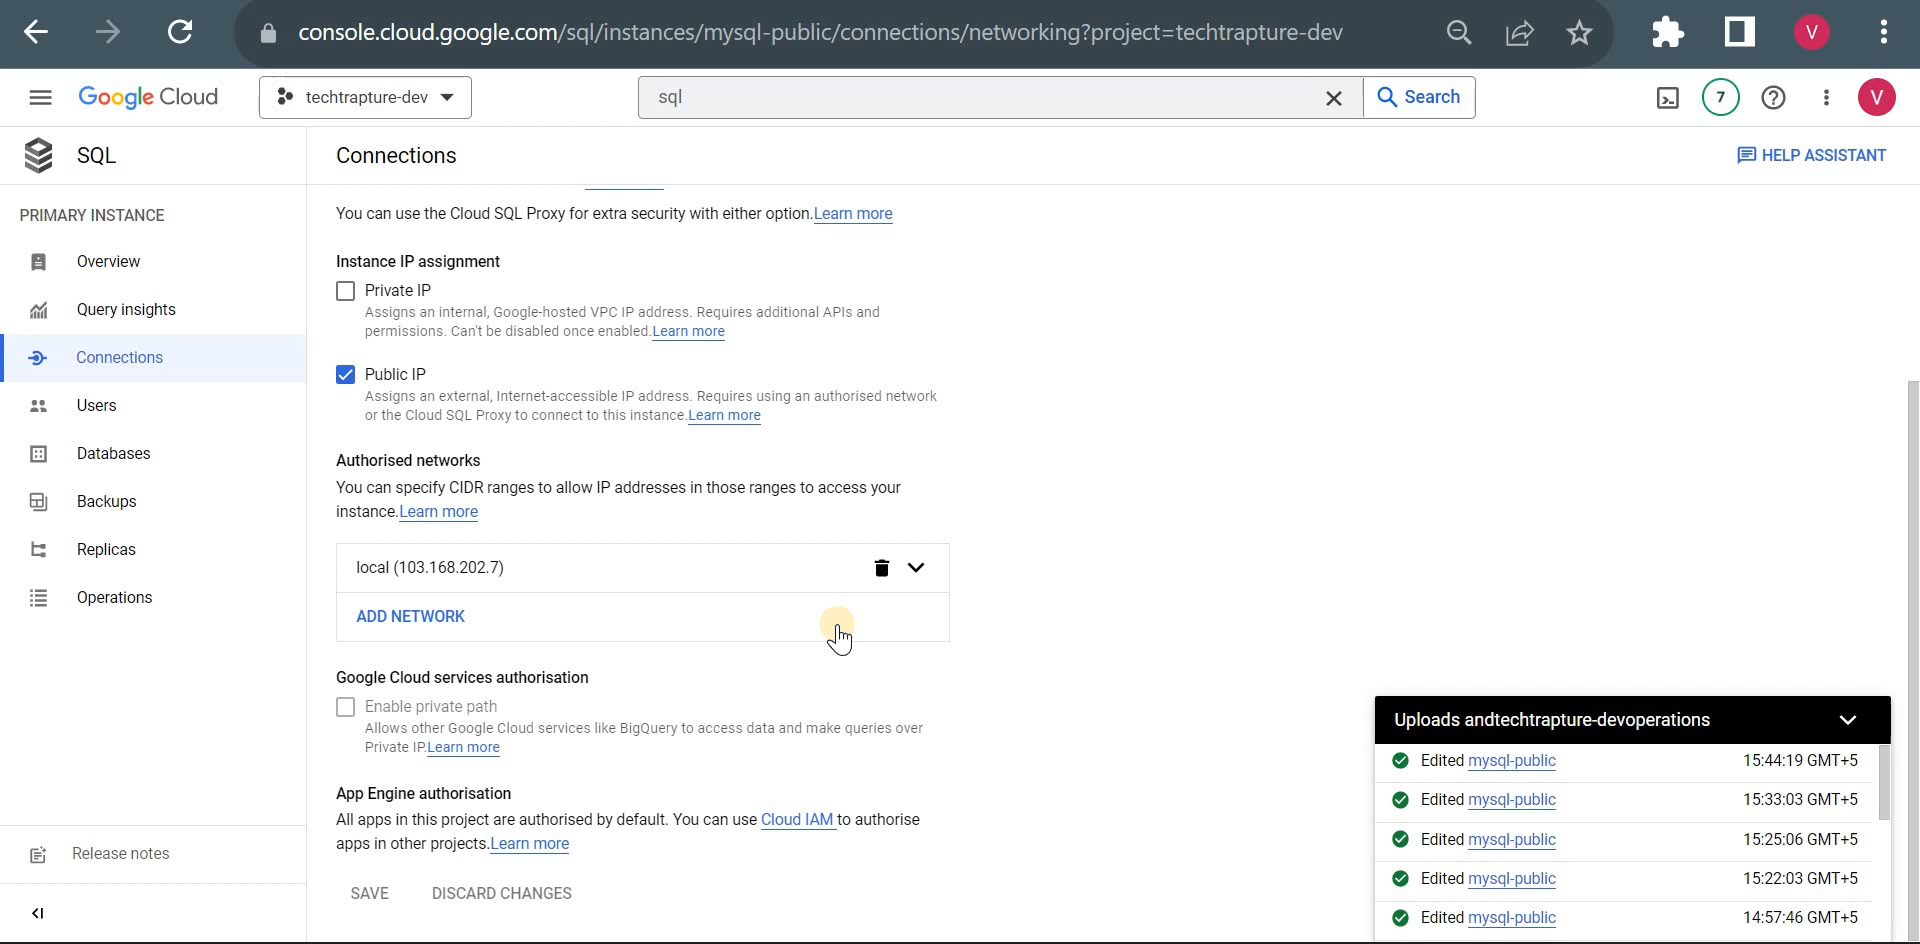 console.cloud.google.com/sql/instances/mysql-public/connections/networking?project=techtrapture-dev
V
Google Cloud
techtrapture-dev
sql
Search
7
V
SQL
Connections
HELP ASSISTANT
PRIMARY INSTANCE
Overview
Query insights
Connections
Users
Databases
Backups
Replicas
Operations
Release notes
You can use the Cloud SQL Proxy for extra security with either option.Learn more
Instance IP assignment
Private IP
Assigns an internal, Google-hosted VPC IP address. Requires additional APIs and
permissions. Can't be disabled once enabled.Learn more
Public IP
Assigns an external, Internet-accessible IP address. Requires using an authorised network
or the Cloud SQL Proxy to connect to this instance.Learn more
Authorised networks
You can specify CIDR ranges to allow IP addresses in those ranges to access your
instance.Learn more
local (103.168.202.7)
ADD NETWORK
Google Cloud services authorisation
Enable private path
Allows other Google Cloud services like BigQuery to access data and make queries over
Private IP.Learn more
App Engine authorisation
All apps in this project are authorised by default. You can use Cloud IAM to authorise
apps in other projects.Learn more
SAVE DISCARD CHANGES
Uploads andtechtrapture-devoperations
Edited mysql-public 15:44:19 GMT+5
Edited mysql-public 15:33:03 GMT+5
Edited mysql-public 15:25:06 GMT+5
Edited mysql-public 15:22:03 GMT+5
Edited mysql-public 14:57:46 GMT+5